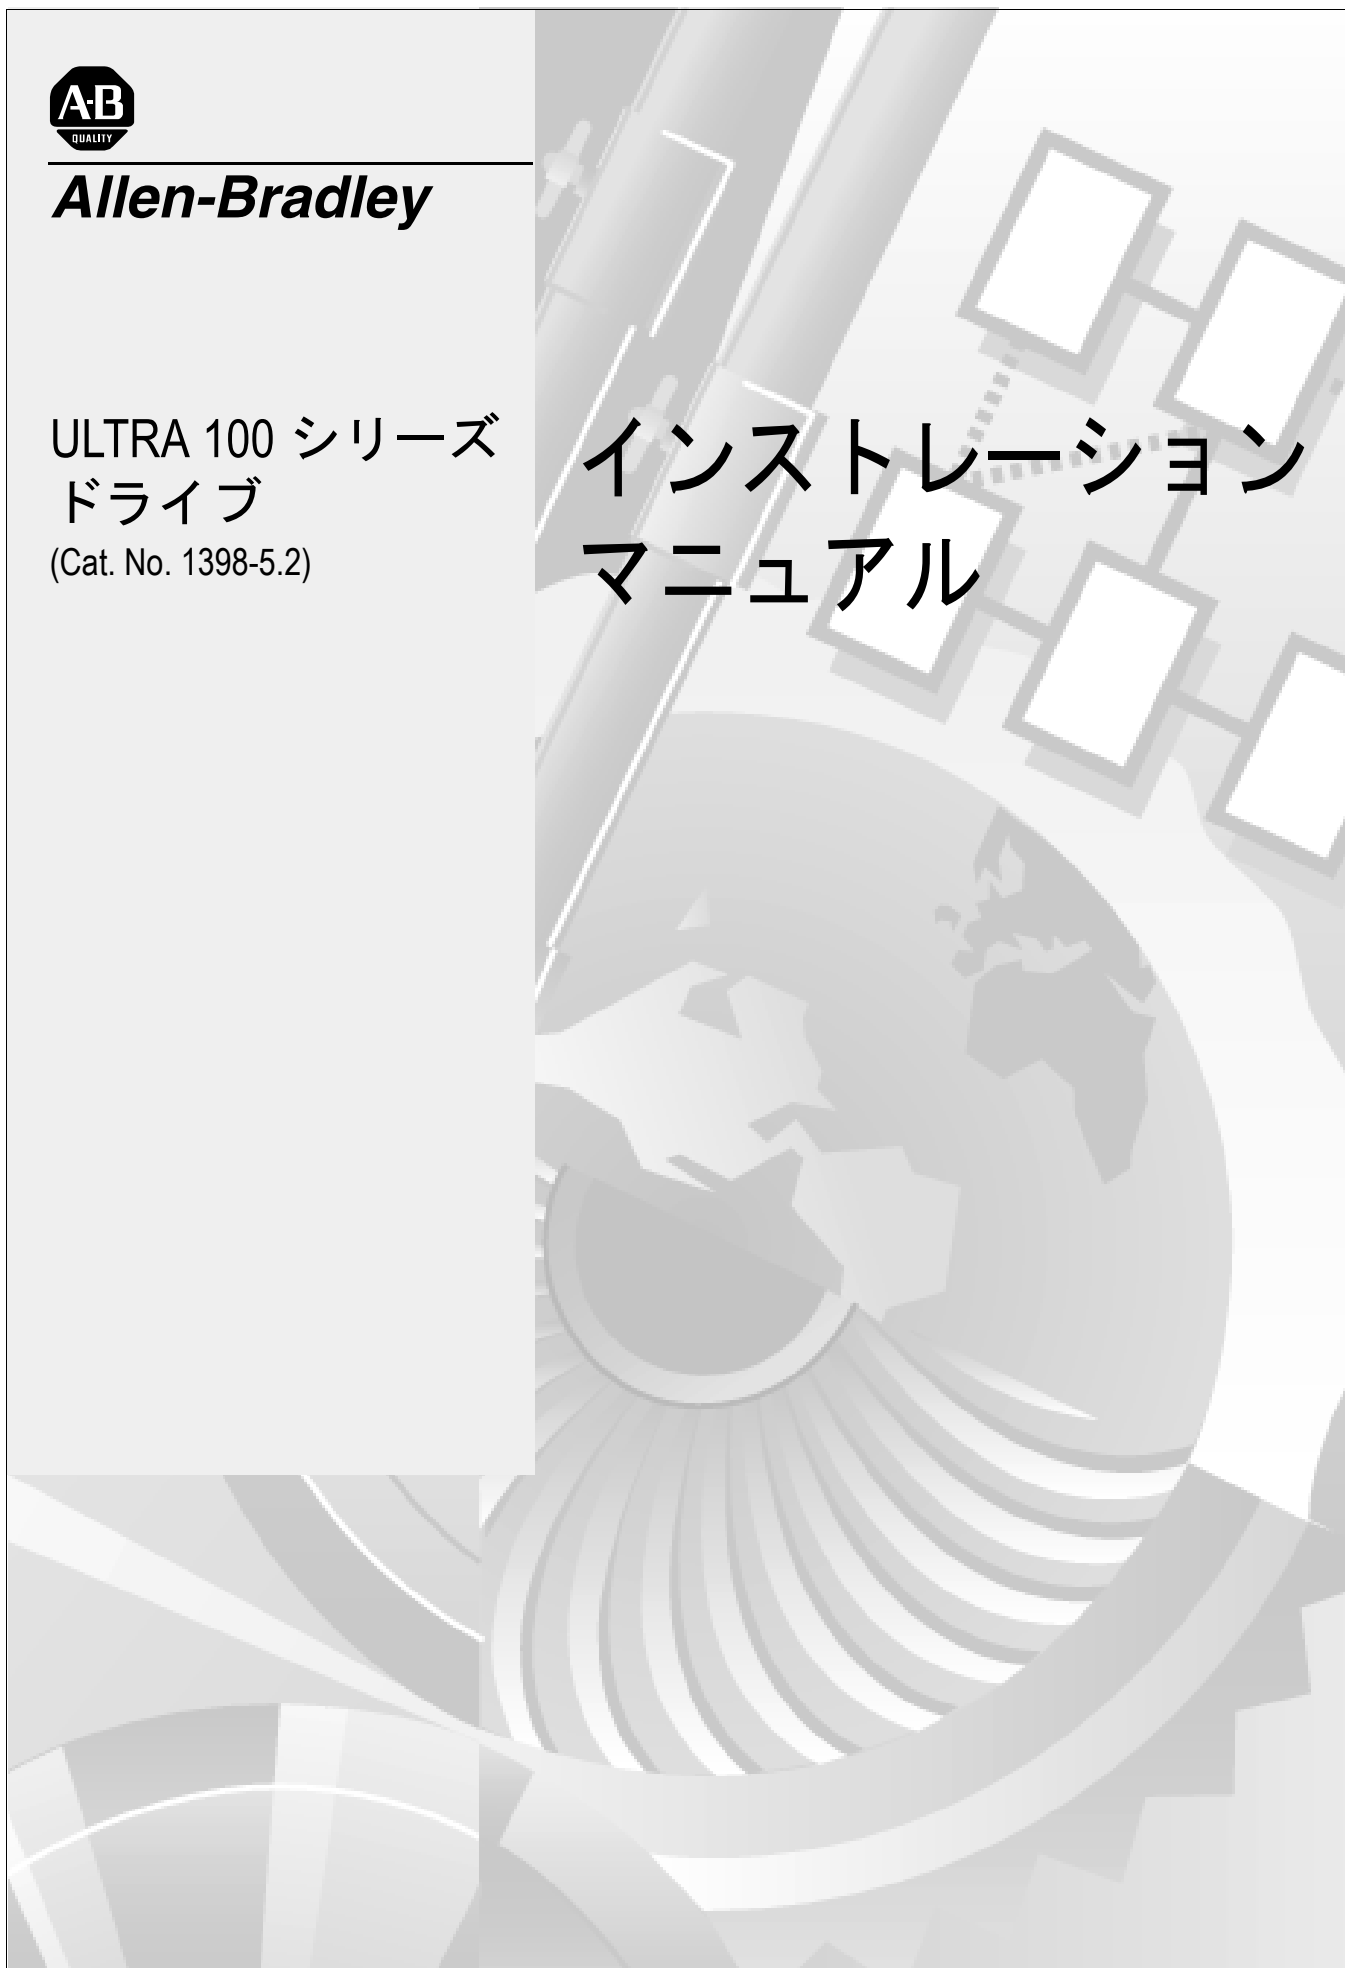 A-B
QUALITY
Allen-Bradley
ULTRA 100 シリーズ
ドライブ
(Cat. No. 1398-5.2)
インストレーション
マニュアル